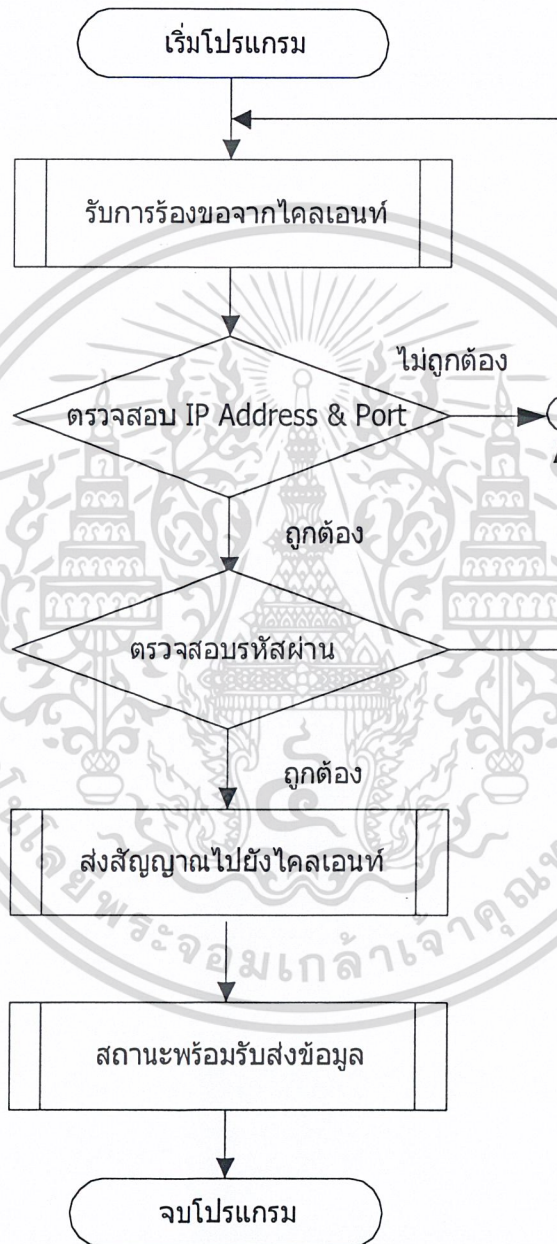 เริ่มโปรแกรม
รับการร้องขอจากไคลเอนท์
ไม่ถูกต้อง
ตรวจสอบ IP Address & Port
ถูกต้อง
ตรวจสอบรหัสผ่าน
ถูกต้อง
ส่งสัญญาณไปยังไคลเอนท์
สถานะพร้อมรับส่งข้อมูล
จบโปรแกรม